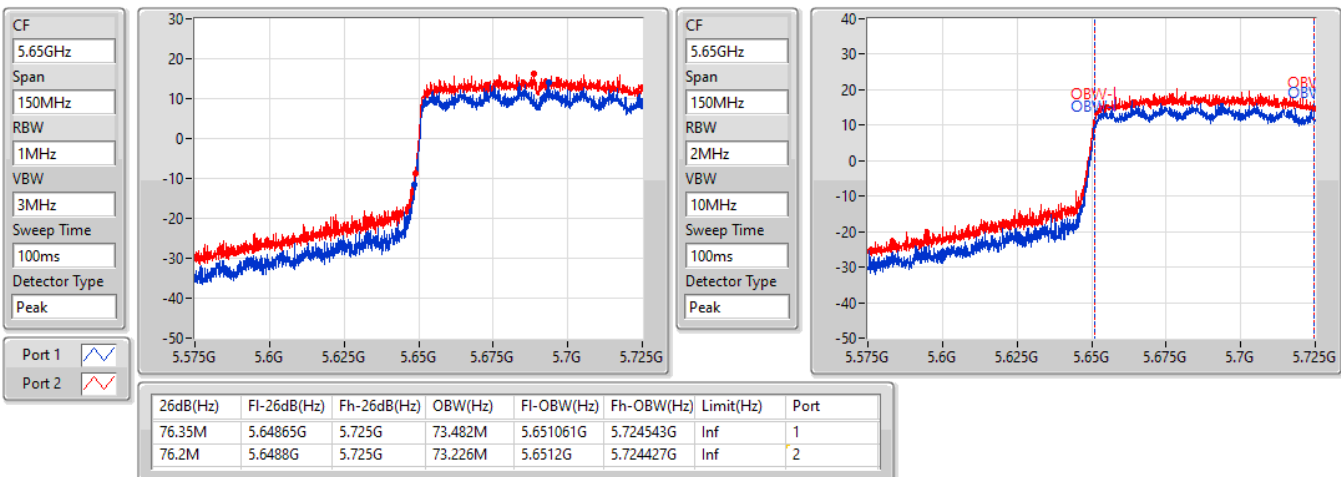 CF
5.65GHz
Span
150MHz
RBW
1MHz
VBW
3MHz
Sweep Time
100ms
Detector Type
Peak
Port 1
Port 2
30
20
10
0
-10
-20
-30
-40
-50
5.575G 5.6G 5.625G 5.65G 5.675G 5.7G 5.725G
CF
5.65GHz
Span
150MHz
RBW
2MHz
VBW
10MHz
Sweep Time
100ms
Detector Type
Peak
40
30
20
10
0
-10
-20
-30
-40
-50
OBW-l OBV
OBW-l OBV
5.575G 5.6G 5.625G 5.65G 5.675G 5.7G 5.725G
26dB(Hz) Fl-26dB(Hz) Fh-26dB(Hz) OBW(Hz) Fl-OBW(Hz) Fh-OBW(Hz) Limit(Hz) Port
76.35M 5.64865G 5.725G 73.482M 5.651061G 5.724543G Inf 1
76.2M 5.6488G 5.725G 73.226M 5.6512G 5.724427G Inf 2